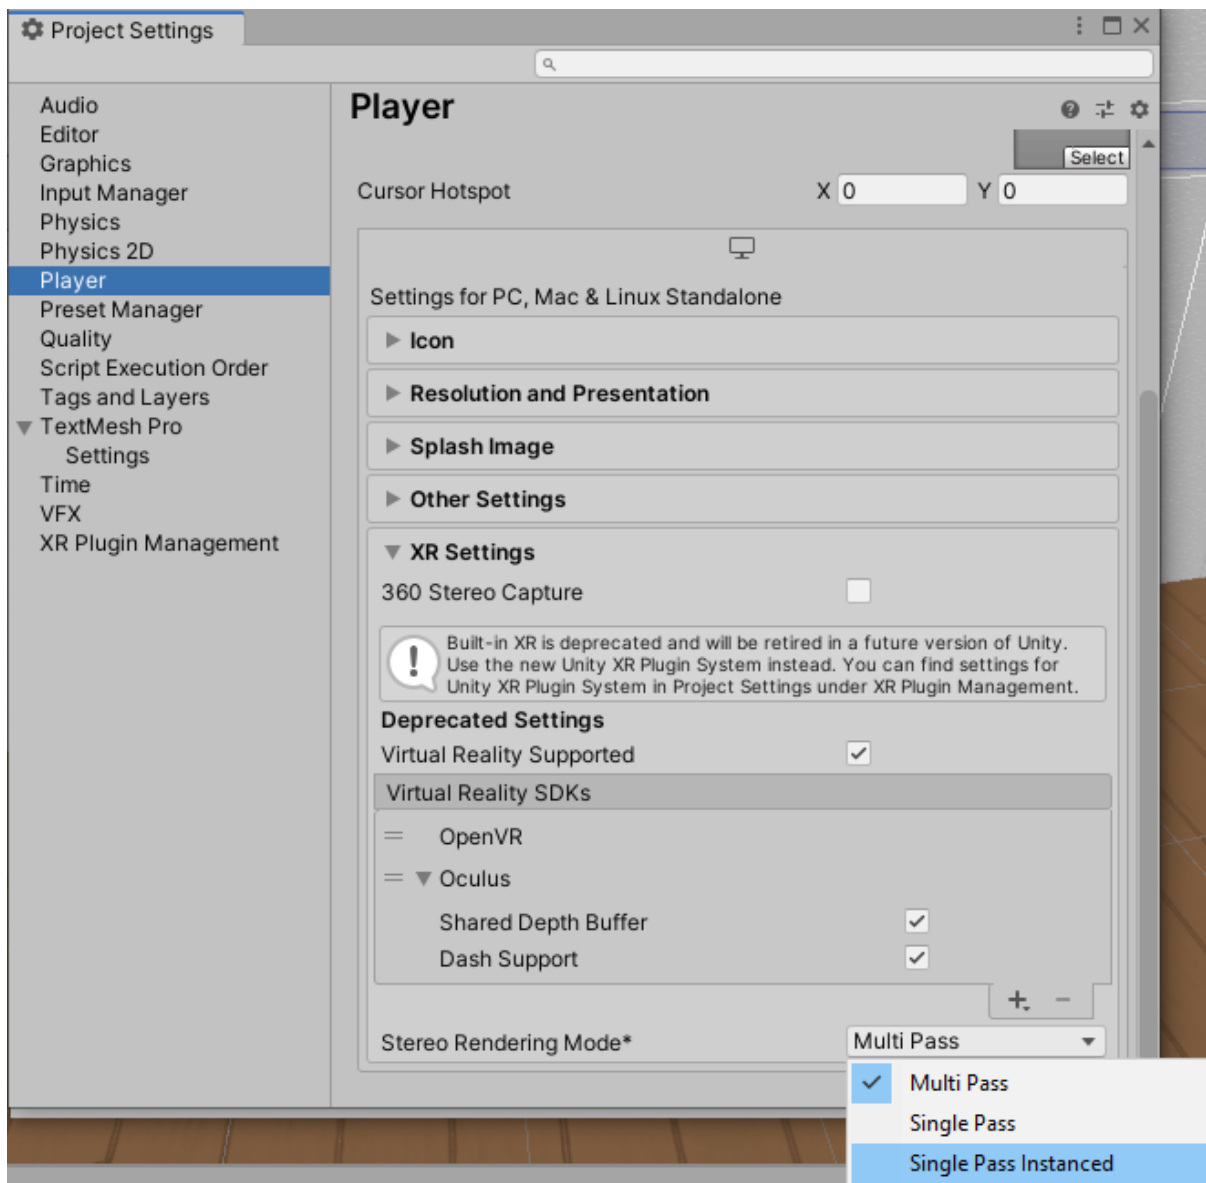 Project Settings
Audio
Editor
Graphics
Input Manager
Physics
Physics 2D
Player
Preset Manager
Quality
Script Execution Order
Tags and Layers
TextMesh Pro
Settings
Time
VFX
XR Plugin Management
Player
Select
Cursor Hotspot X 0 Y 0
Settings for PC, Mac & Linux Standalone
Icon
Resolution and Presentation
Splash Image
Other Settings
XR Settings
360 Stereo Capture
Built-in XR is deprecated and will be retired in a future version of Unity.
Use the new Unity XR Plugin System instead. You can find settings for
Unity XR Plugin System in Project Settings under XR Plugin Management.
Deprecated Settings
Virtual Reality Supported
Virtual Reality SDKs
OpenVR
Oculus
Shared Depth Buffer
Dash Support
Stereo Rendering Mode* Multi Pass
Multi Pass
Single Pass
Single Pass Instanced